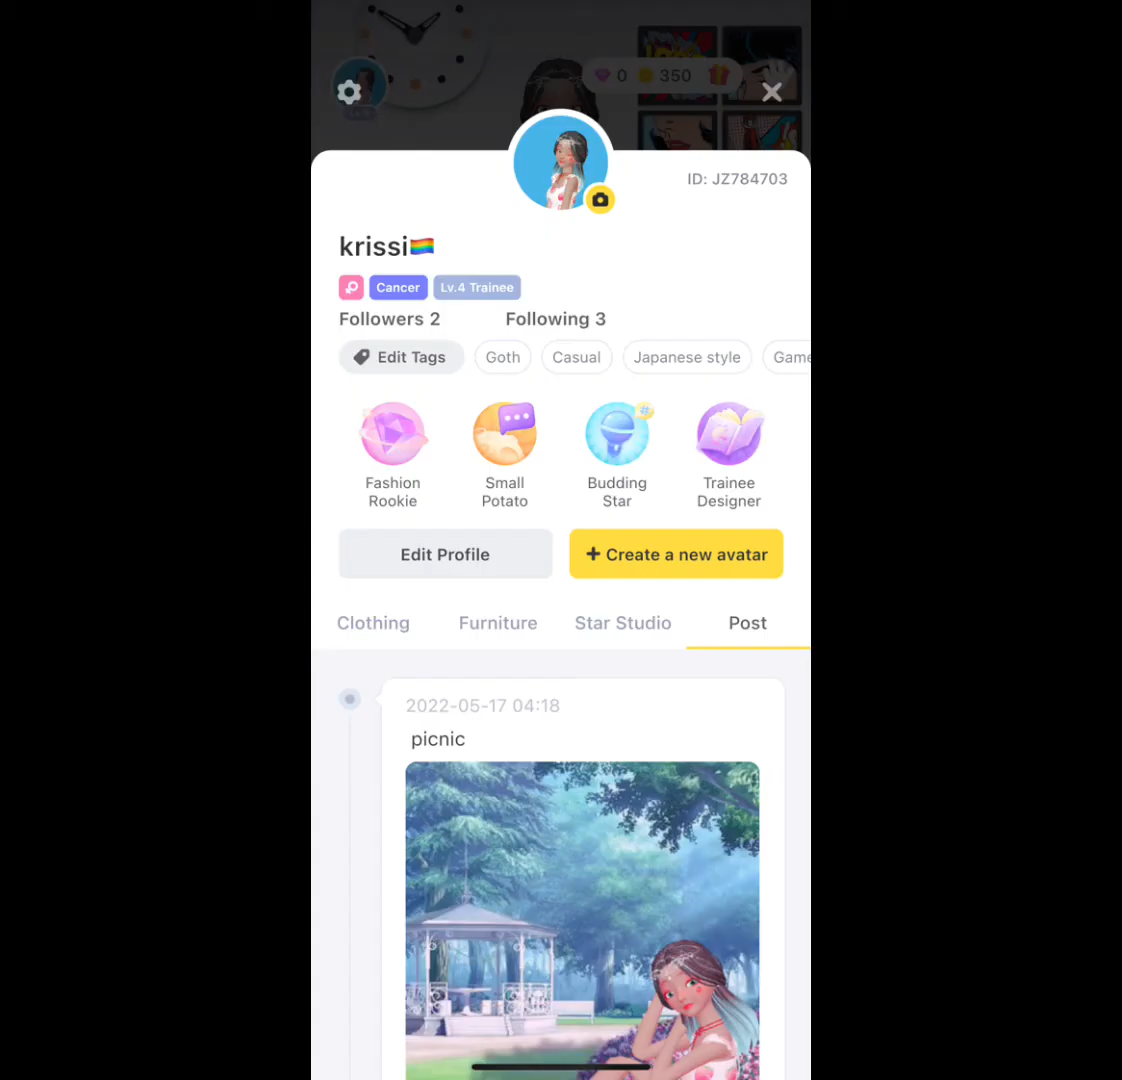 0 350
ID: JZ784703
krissi🏳️‍🌈
Cancer Lv.4 Trainee
Followers 2 Following 3
Edit Tags Goth Casual Japanese style Game
Fashion Rookie
Small Potato
Budding Star
Trainee Designer
Edit Profile + Create a new avatar
Clothing Furniture Star Studio Post
2022-05-17 04:18
picnic